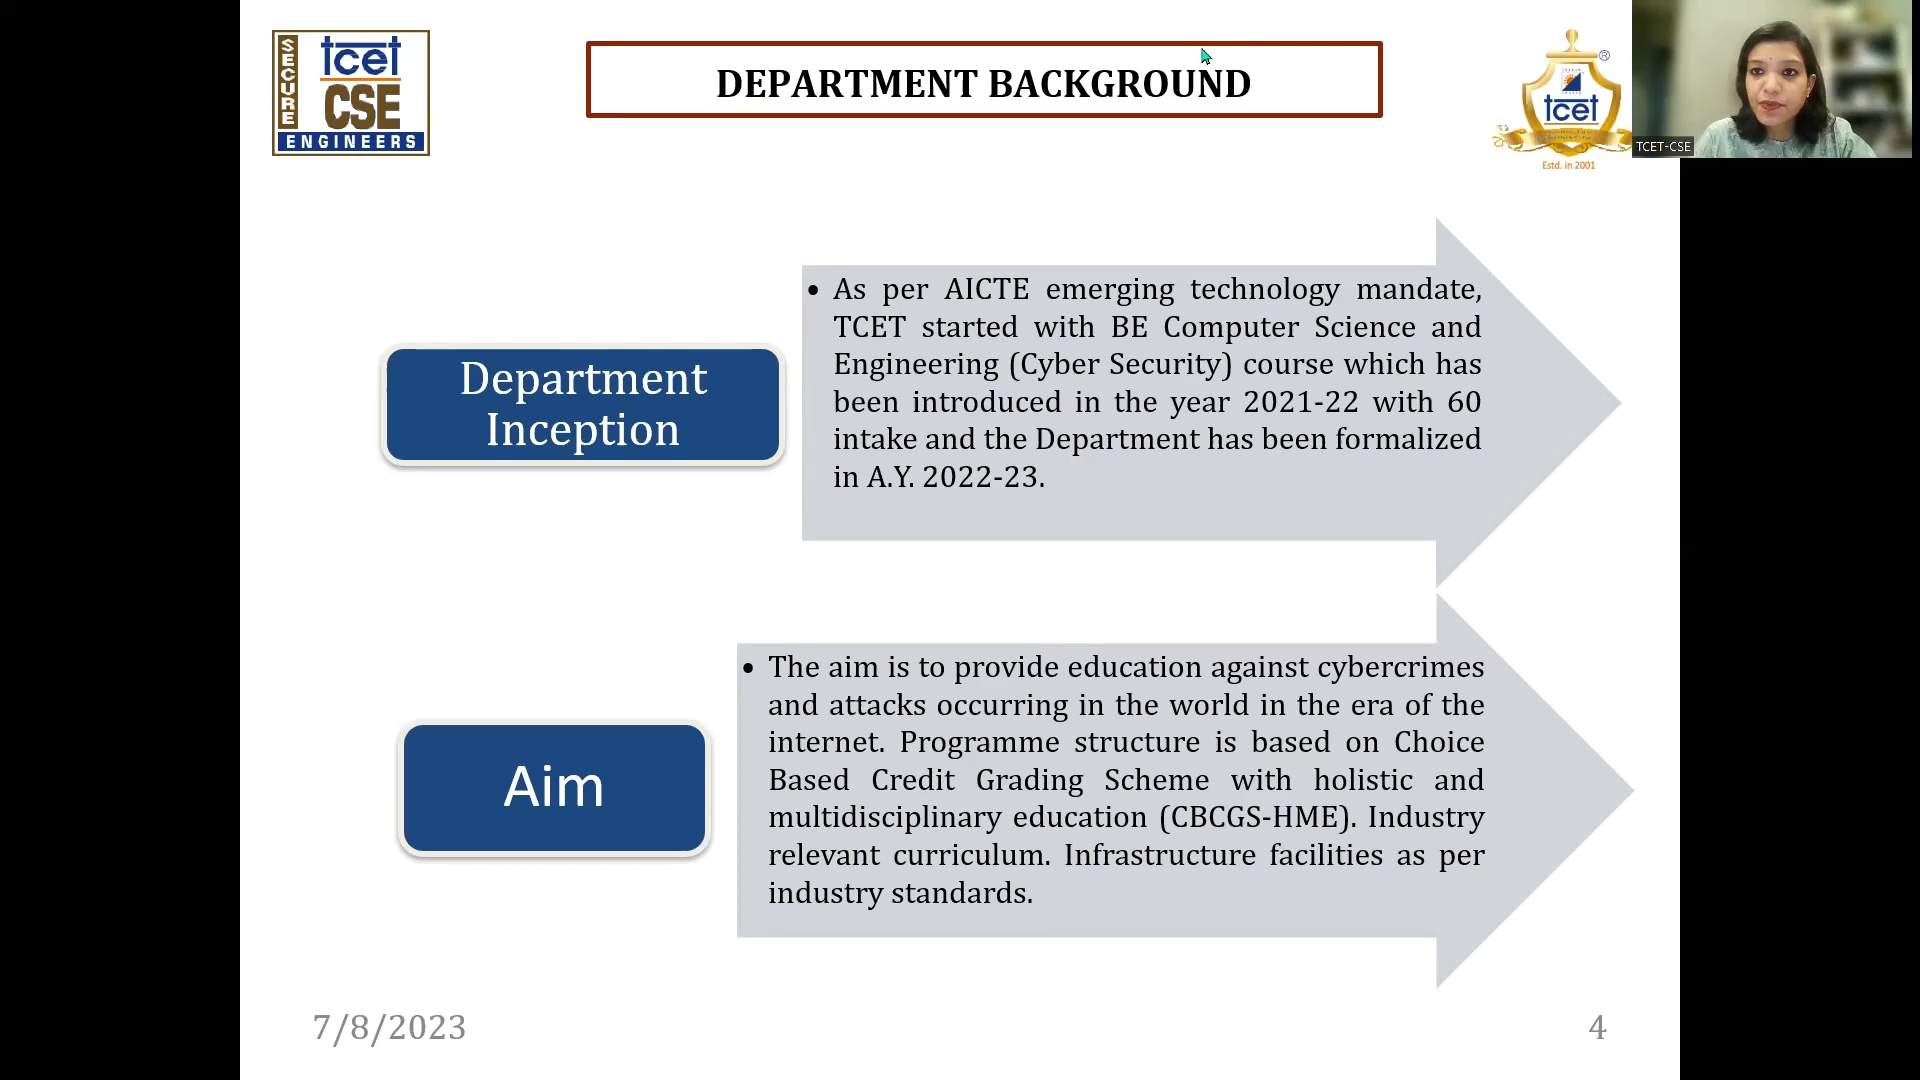 SECURE
tcet
CSE
ENGINEERS
DEPARTMENT BACKGROUND
®
tcet
Estd. in 2001
TCET-CSE
Department
Inception
• As per AICTE emerging technology mandate,
TCET started with BE Computer Science and
Engineering (Cyber Security) course which has
been introduced in the year 2021-22 with 60
intake and the Department has been formalized
in A.Y. 2022-23.
Aim
• The aim is to provide education against cybercrimes
and attacks occurring in the world in the era of the
internet. Programme structure is based on Choice
Based Credit Grading Scheme with holistic and
multidisciplinary education (CBCGS-HME). Industry
relevant curriculum. Infrastructure facilities as per
industry standards.
7/8/2023
4